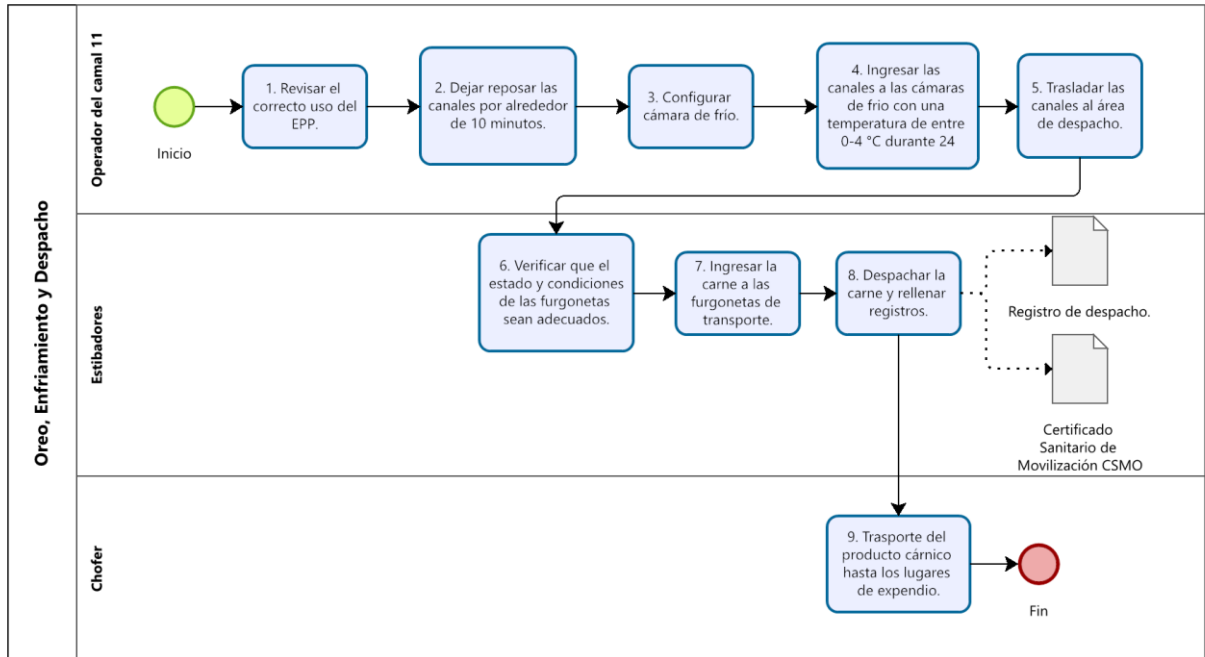 Oreo, Enfriamiento y Despacho
Operador del camal 11
Inicio
1. Revisar el
correcto uso del
EPP.
2. Dejar reposar las
canales por alrededor
de 10 minutos.
3. Configurar
cámara de frío.
4. Ingresar las
canales a las cámaras
de frio con una
temperatura de entre
0-4 °C durante 24
5. Trasladar las
canales al área
de despacho.
Estibadores
6. Verificar que el
estado y condiciones
de las furgonetas
sean adecuados.
7. Ingresar la
carne a las
furgonetas de
transporte.
8. Despachar la
carne y rellenar
registros.
Registro de despacho.
Certificado
Sanitario de
Movilización CSMO
Chofer
9. Trasporte del
producto cárnico
hasta los lugares
de expendio.
Fin